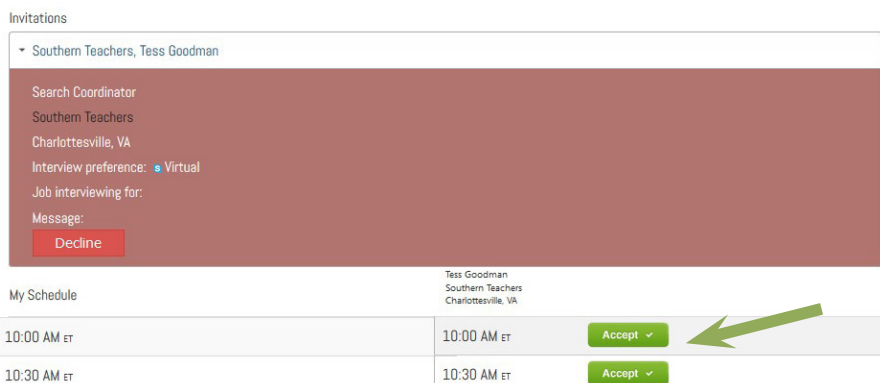 Invitations
Southern Teachers, Tess Goodman
Search Coordinator
Southern Teachers
Charlottesville, VA
Interview preference: S Virtual
Job interviewing for:
Message:
Decline
My Schedule
Tess Goodman
Southern Teachers
Charlottesville, VA
10:00 AM ET
10:00 AM ET Accept
10:30 AM ET
10:30 AM ET Accept